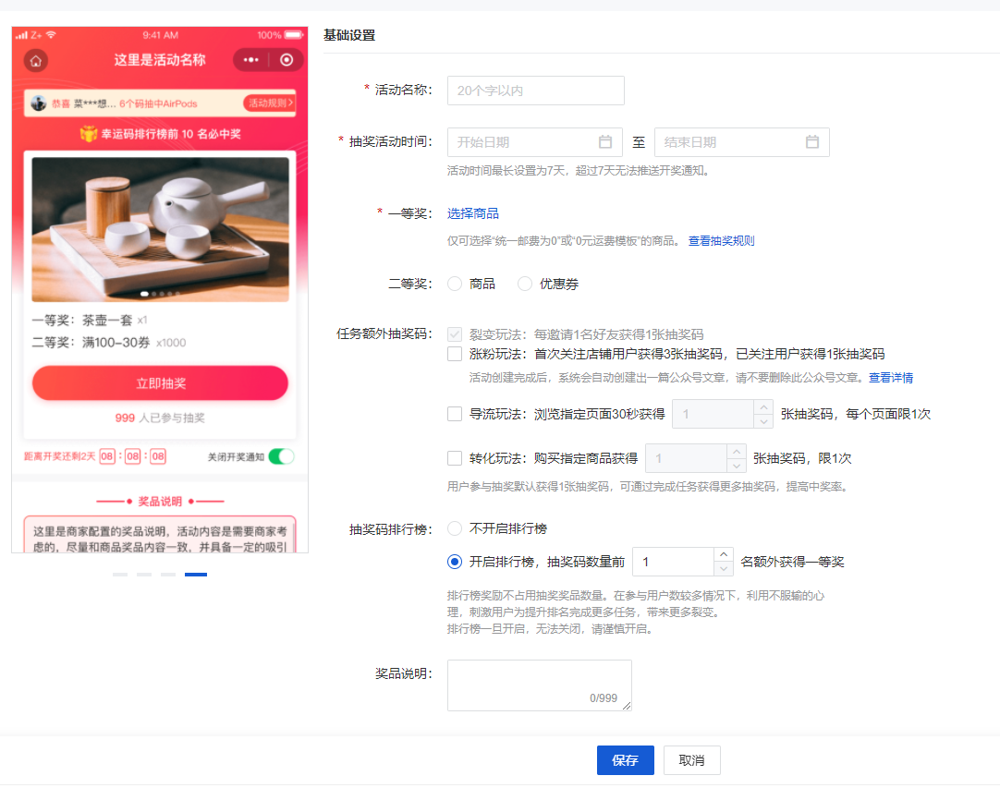 Z+ 9:41 AM 100%
这里是活动名称
恭喜 菜***想... 6个码抽中AirPods 活动规则
幸运码排行榜前 10 名必中奖
一等奖：茶壶一套 x1
二等奖：满100-30券 x1000
立即抽奖
999 人已参与抽奖
距离开奖还剩2天 08 : 08 : 08 关闭开奖通知
奖品说明
这里是商家配置的奖品说明，活动内容是需要商家考
虑的，尽量和商品奖品内容一致，并具备一定的吸引
基础设置
* 活动名称： 20个字以内
* 抽奖活动时间： 开始日期 至 结束日期
活动时间最长设置为7天，超过7天无法推送开奖通知。
* 一等奖： 选择商品
仅可选择“统一邮费为0”或“0元运费模板”的商品。 查看抽奖规则
二等奖： 商品 优惠券
任务额外抽奖码： 裂变玩法：每邀请1名好友获得1张抽奖码
涨粉玩法：首次关注店铺用户获得3张抽奖码，已关注用户获得1张抽奖码
活动创建完成后，系统会自动创建出一篇公众号文章，请不要删除此公众号文章。查看详情
导流玩法：浏览指定页面30秒获得 1 张抽奖码，每个页面限1次
转化玩法：购买指定商品获得 1 张抽奖码，限1次
用户参与抽奖默认获得1张抽奖码，可通过完成任务获得更多抽奖码，提高中奖率。
抽奖码排行榜： 不开启排行榜
开启排行榜，抽奖码数量前 1 名额外获得一等奖
排行榜奖励不占用抽奖奖品数量。在参与用户数较多情况下，利用不服输的心
理，刺激用户为提升排名完成更多任务，带来更多裂变。
排行榜一旦开启，无法关闭，请谨慎开启。
奖品说明：
0/999
保存 取消